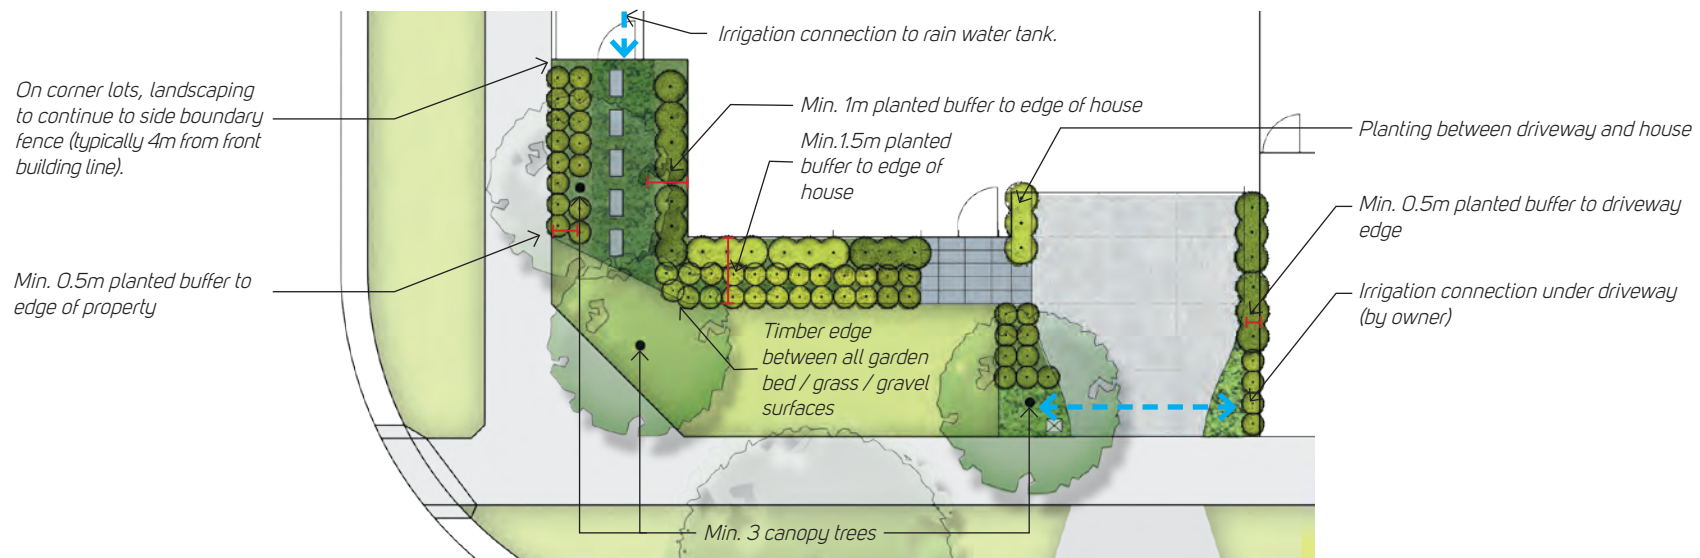 Irrigation connection to rain water tank.
On corner lots, landscaping
to continue to side boundary
fence (typically 4m from front
building line).
Min. 1m planted buffer to edge of house
Min.1.5m planted
buffer to edge of
house
Planting between driveway and house
Min. 0.5m planted buffer to driveway
edge
Min. 0.5m planted buffer to
edge of property
Irrigation connection under driveway
(by owner)
Timber edge
between all garden
bed / grass / gravel
surfaces
Min. 3 canopy trees